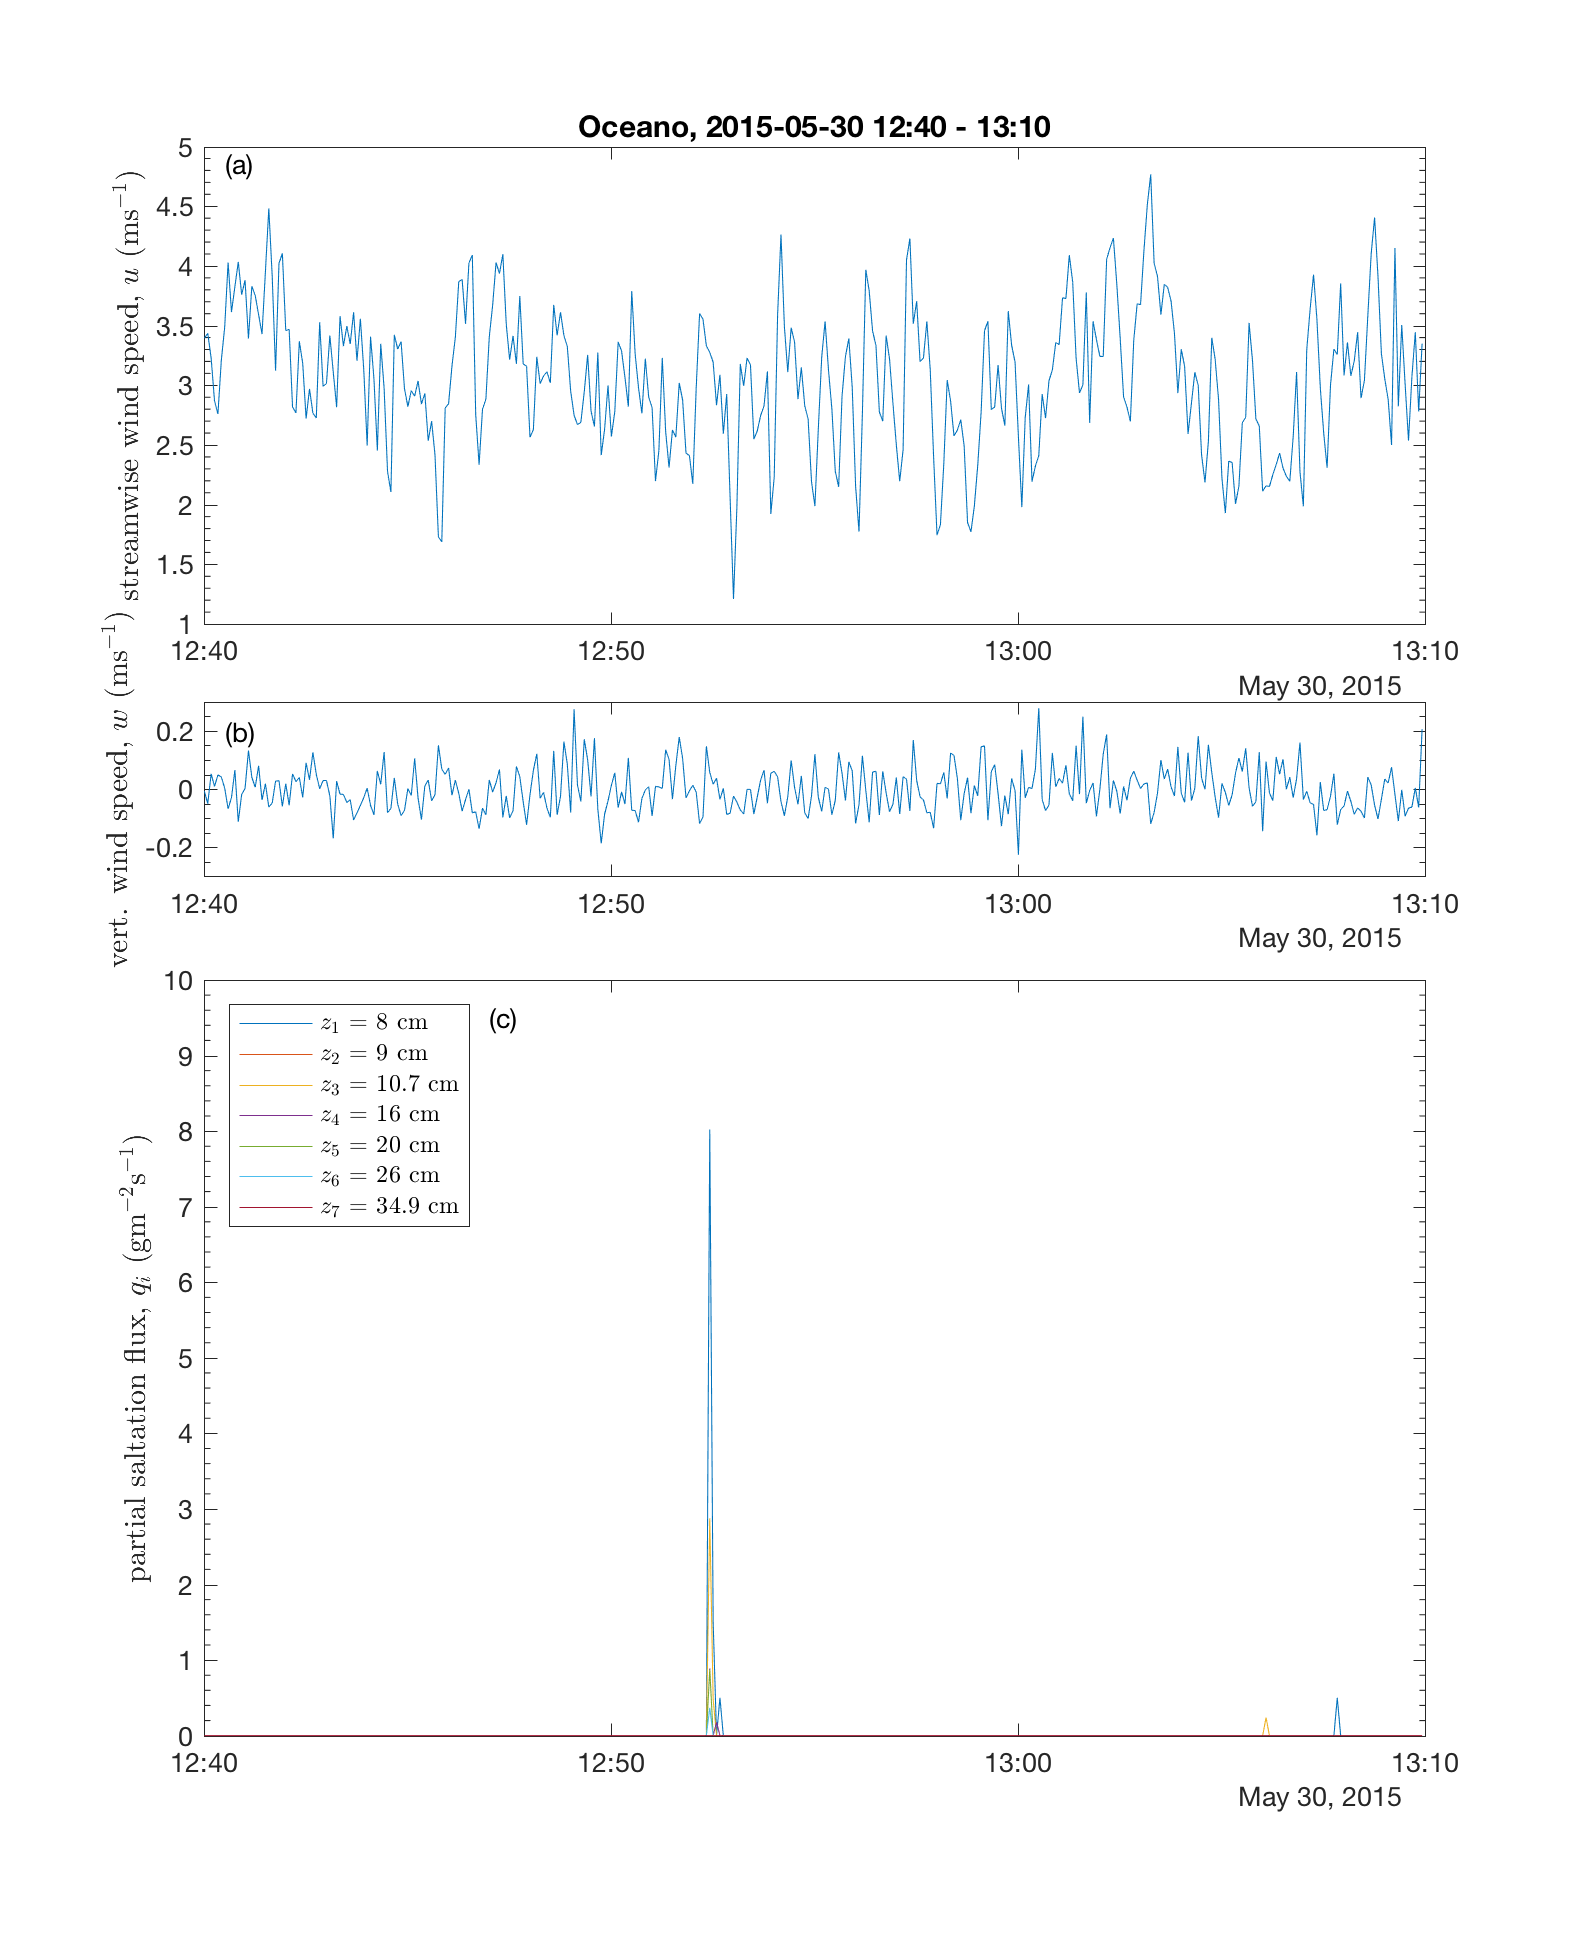 Oceano, 2015-05-30 12:40 - 13:10
(a)
streamwise wind speed, u (ms⁻¹)
5
4.5
4
3.5
3
2.5
2
1.5
1
12:40 12:50 13:00 13:10
May 30, 2015
(b)
vert. wind speed, w (ms⁻¹)
0.2
0
-0.2
12:40 12:50 13:00 13:10
May 30, 2015
(c)
partial saltation flux, qᵢ (gm⁻²s⁻¹)
10
9
8
7
6
5
4
3
2
1
0
z₁ = 8 cm
z₂ = 9 cm
z₃ = 10.7 cm
z₄ = 16 cm
z₅ = 20 cm
z₆ = 26 cm
z₇ = 34.9 cm
12:40 12:50 13:00 13:10
May 30, 2015